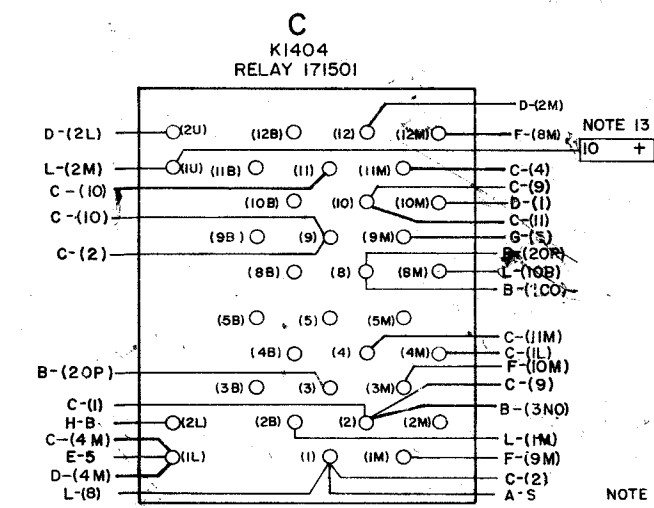 C
K1404
RELAY 171501
D-(2M)
D-(2L) (2U) (12B) (12) (12M) F-(8M) NOTE 13
10 +
L-(2M) (1U) (11B) (11) (11M) C-(4)
C-(10) C-(9)
(10B) (10) (10M) D-(1)
C-(10) C-(11)
(9B) (9) (9M) G-(5)
C-(2) B-(20P)
(8B) (8) (8M) L-(10B)
B-(1CO)
(5B) (5) (5M)
C-(11M)
(4B) (4) (4M) C-(1L)
B-(20P) F-(10M)
(3B) (3) (3M) C-(9)
C-(1) B-(3NO)
H-B (2L) (2B) (2) (2M)
C-(4M) L-(1M)
E-5 (1L) (1) (1M) F-(9M)
D-(4M) C-(2)
L-(8) A-S NOTE